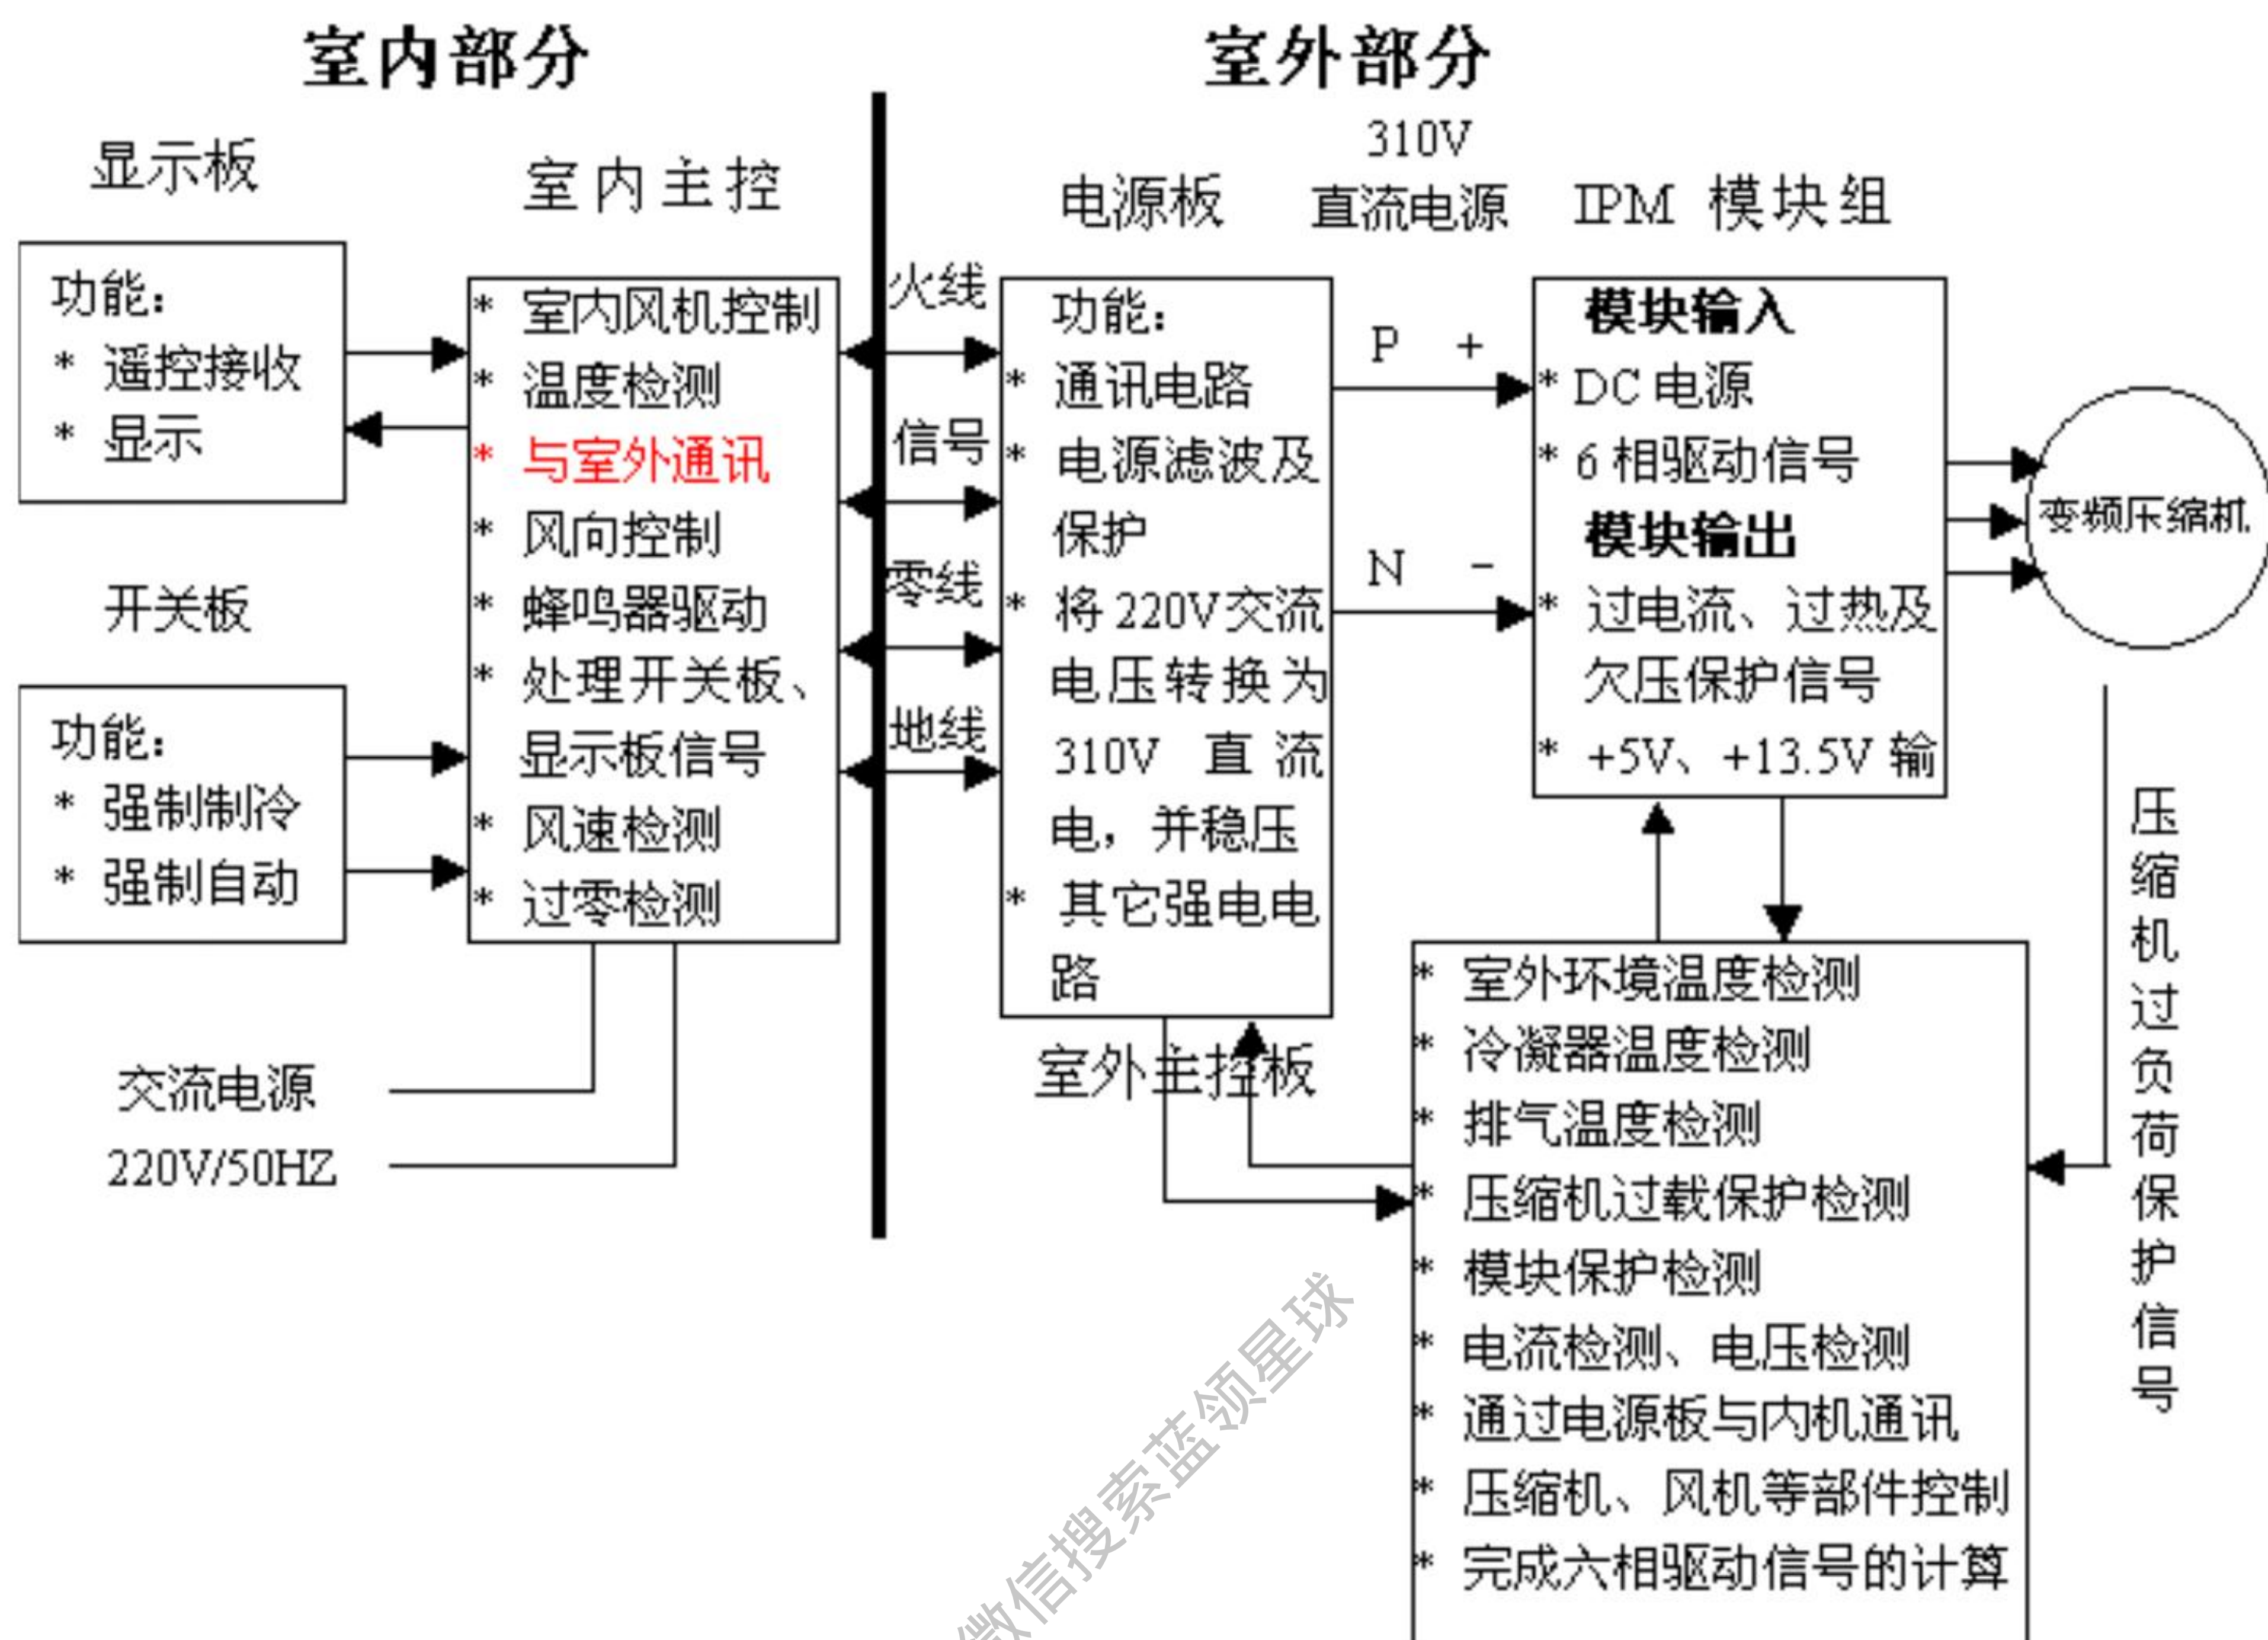 室内部分
室外部分
显示板
功能：
* 遥控接收
* 显示
开关板
功能：
* 强制制冷
* 强制自动
交流电源
220V/50HZ
室内主控
* 室内风机控制
* 温度检测
* 与室外通讯
* 风向控制
* 蜂鸣器驱动
* 处理开关板、
显示板信号
* 风速检测
* 过零检测
火线
信号
零线
地线
电源板
功能：
* 通讯电路
* 电源滤波及
保护
* 将220V交流
电压转换为
310V 直流
电，并稳压
* 其它强电电
路
310V
直流电源
P +
N -
IPM 模块组
模块输入
* DC电源
* 6相驱动信号
模块输出
* 过电流、过热及
欠压保护信号
* +5V、+13.5V输
变频压缩机
压缩机过负荷保护信号
室外主控板
* 室外环境温度检测
* 冷凝器温度检测
* 排气温度检测
* 压缩机过载保护检测
* 模块保护检测
* 电流检测、电压检测
* 通过电源板与内机通讯
* 压缩机、风机等部件控制
* 完成六相驱动信号的计算
微信搜索蓝领星球